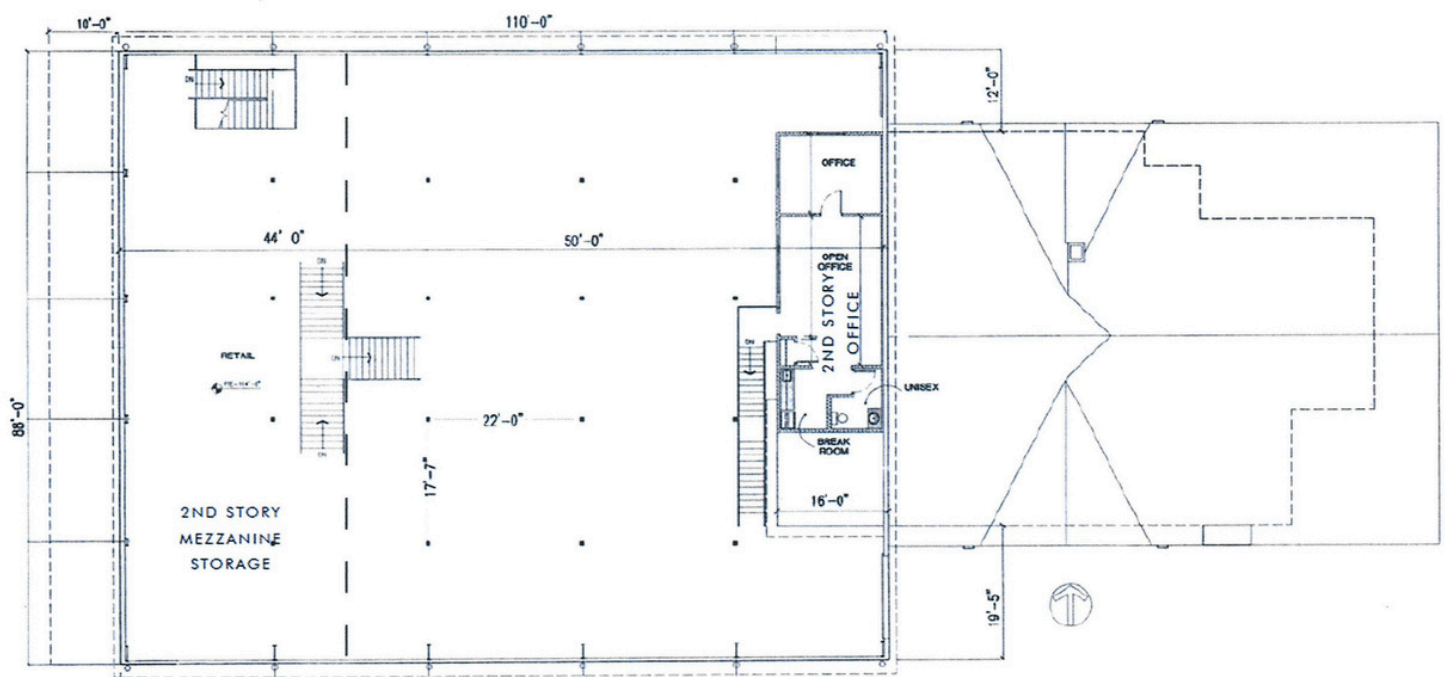 10'-0"
110'-0"
DN
12'-0"
OFFICE
44' 0"
50'-0"
DN
OPEN
OFFICE
2ND STORY
OFFICE
DN
DN
RETAIL
UNISEX
88'-0"
22'-0"
BREAK
ROOM
DN
17'-7"
16'-0"
2ND STORY
MEZZANINE
STORAGE
19'-5"